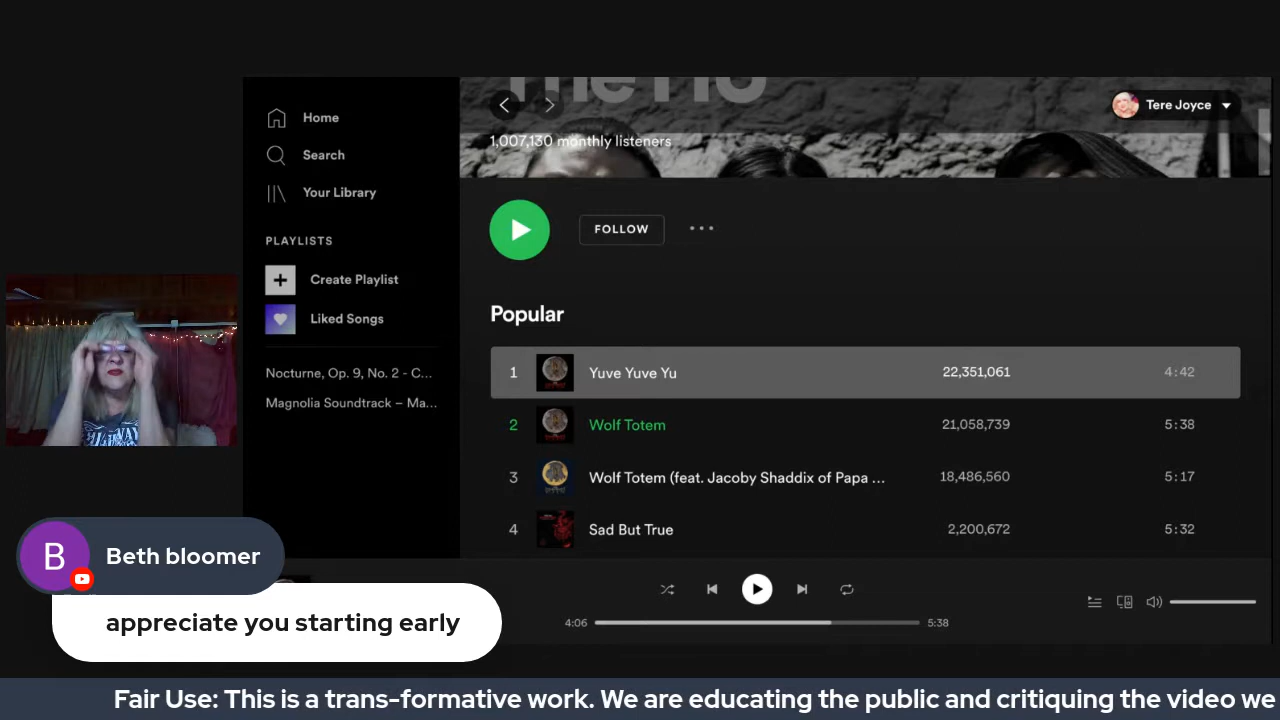 The HU
1,007,130 monthly listeners
Tere Joyce
Home
Search
Your Library
PLAYLISTS
Create Playlist
Liked Songs
Nocturne, Op. 9, No. 2 - C...
Magnolia Soundtrack – Ma...
FOLLOW
Popular
1 Yuve Yuve Yu 22,351,061 4:42
2 Wolf Totem 21,058,739 5:38
3 Wolf Totem (feat. Jacoby Shaddix of Papa ... 18,486,560 5:17
4 Sad But True 2,200,672 5:32
4:06 5:38
B Beth bloomer
appreciate you starting early
Fair Use: This is a trans-formative work. We are educating the public and critiquing the video we